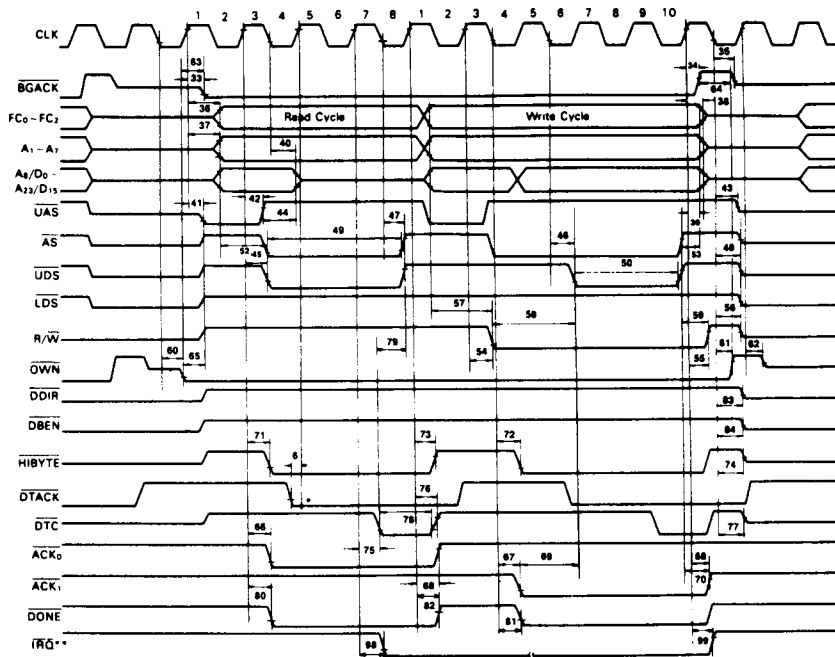 1 2 3 4 5 6 7 8 1 2 3 4 5 6 7 8 9 10
CLK
63 35
33 34
BGACK
64
36 38
FC0~FC2 Read Cycle Write Cycle
37
A1~A7
40
A8/D0~
A23/D15
41 42 43
UAS
44 47 39
49 46
AS
52 45 53 48
50
UDS
LDS
57 58 56
R/W
60 65 79 54 59 55 61 62
OWN
DDIR
83
DBEN
84
71 73 72
HIBYTE
6 74
DTACK
* 76
78
DTC
66 75 77
67 69 68
ACK0
70
ACK1
80 68
82
DONE
81
IRQ**
98 99